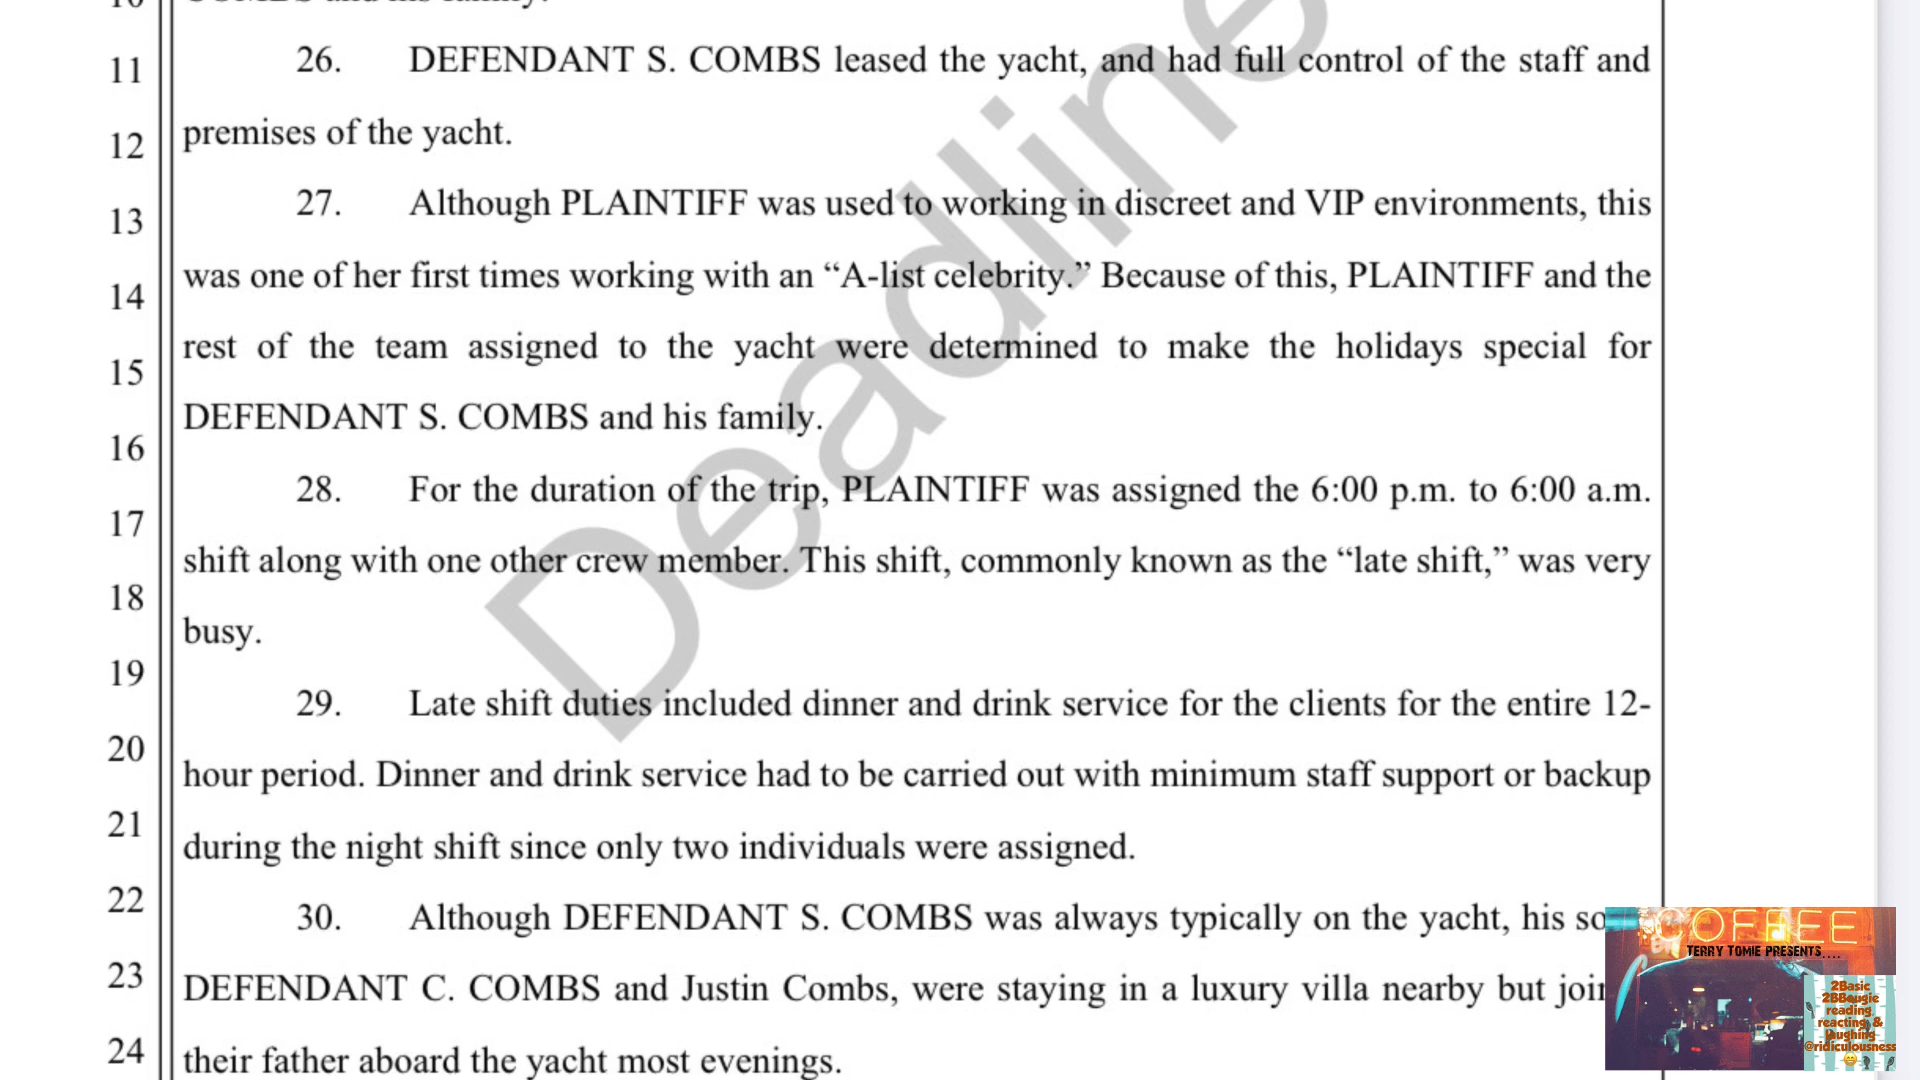 11
12
13
14
15
16
17
18
19
20
21
22
23
24
and his family.
26. DEFENDANT S. COMBS leased the yacht, and had full control of the staff and
premises of the yacht.
27. Although PLAINTIFF was used to working in discreet and VIP environments, this
was one of her first times working with an “A-list celebrity.” Because of this, PLAINTIFF and the
rest of the team assigned to the yacht were determined to make the holidays special for
DEFENDANT S. COMBS and his family.
28. For the duration of the trip, PLAINTIFF was assigned the 6:00 p.m. to 6:00 a.m.
shift along with one other crew member. This shift, commonly known as the “late shift,” was very
busy.
29. Late shift duties included dinner and drink service for the clients for the entire 12-
hour period. Dinner and drink service had to be carried out with minimum staff support or backup
during the night shift since only two individuals were assigned.
30. Although DEFENDANT S. COMBS was always typically on the yacht, his
DEFENDANT C. COMBS and Justin Combs, were staying in a luxury villa nearby but
their father aboard the yacht most evenings.
Deadline
COFFEE
TERRY TOMIE PRESENTS....
2Basic
2BBougie
reading
reacting &
laughing
@ridiculousness